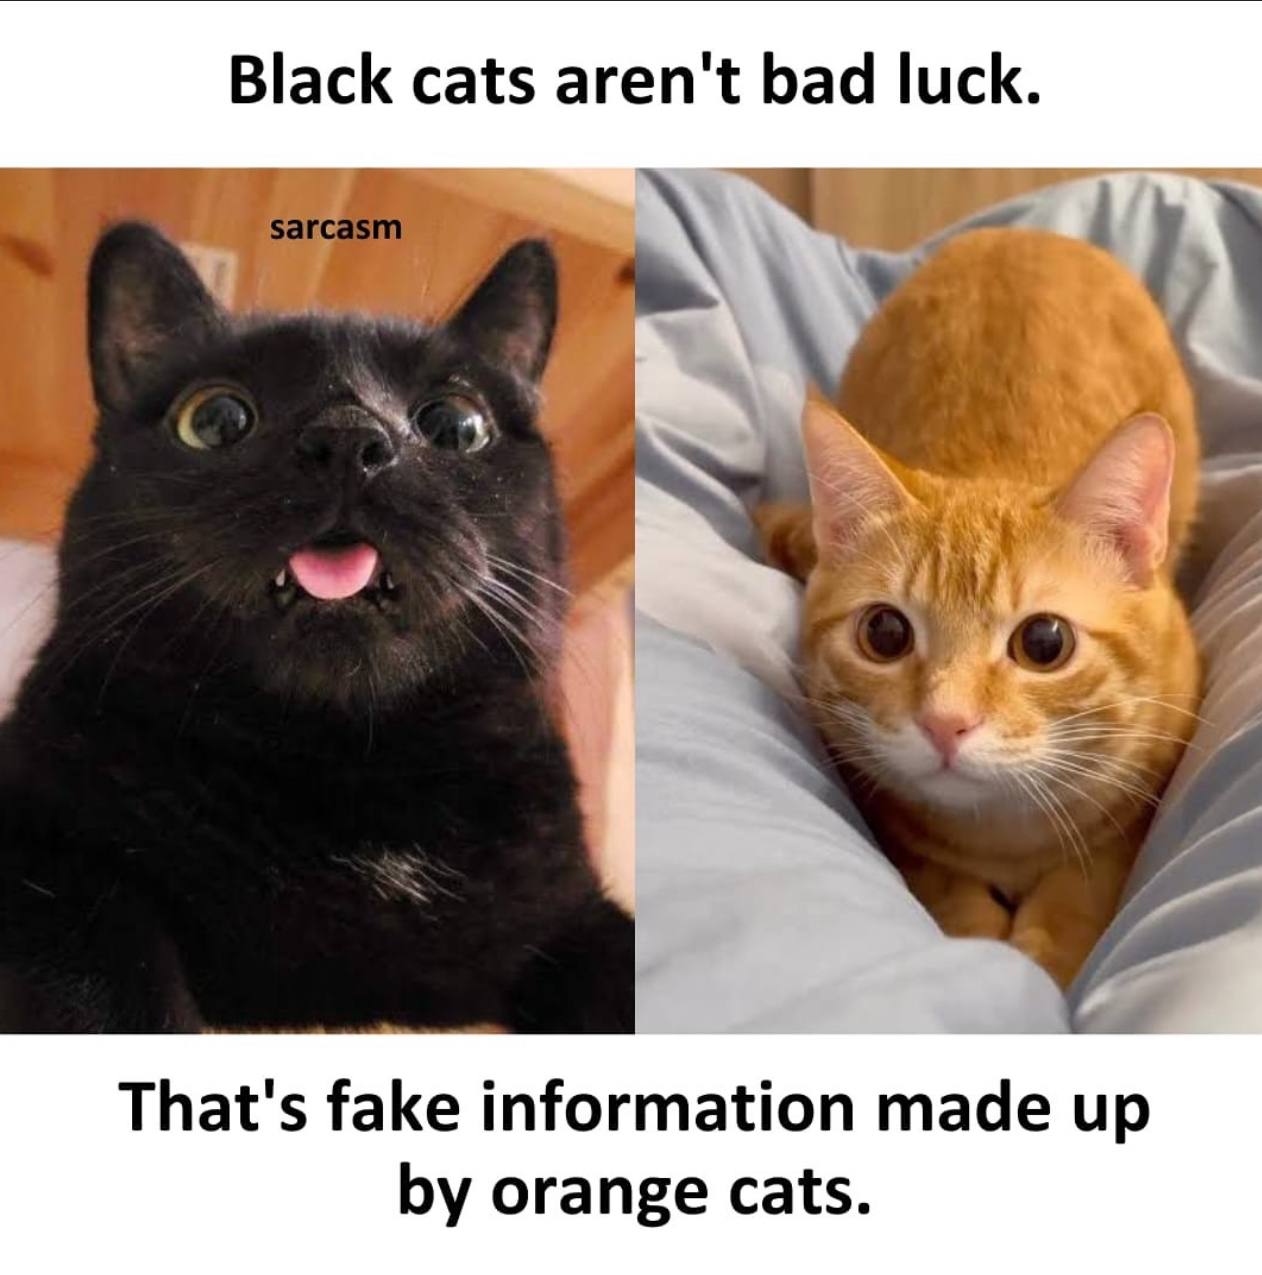 Black cats aren't bad luck.
sarcasm
That's fake information made up
by orange cats.